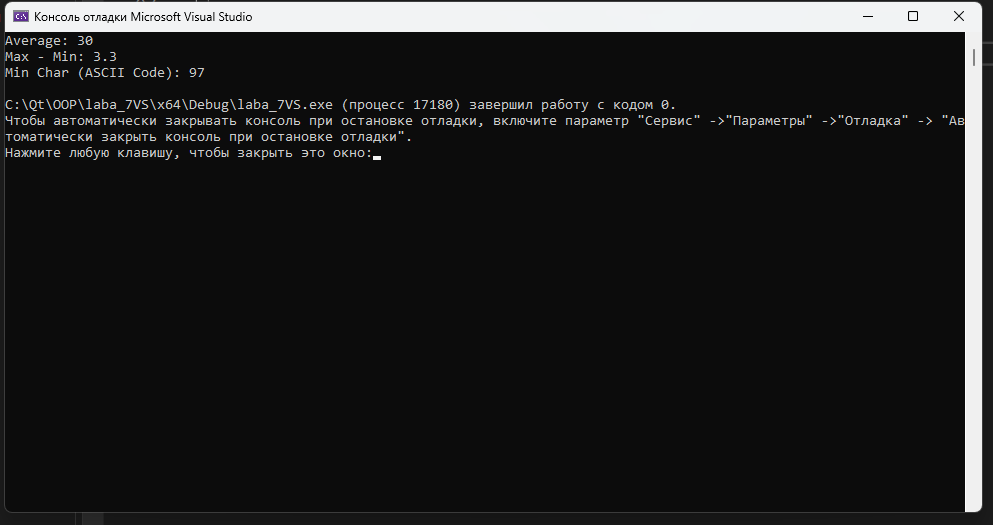 Консоль отладки Microsoft Visual Studio
Average: 30
Max - Min: 3.3
Min Char (ASCII Code): 97
C:\Qt\OOP\laba_7VS\x64\Debug\laba_7VS.exe (процесс 17180) завершил работу с кодом 0.
Чтобы автоматически закрывать консоль при остановке отладки, включите параметр "Сервис" ->"Параметры" ->"Отладка" -> "Ав
томатически закрыть консоль при остановке отладки".
Нажмите любую клавишу, чтобы закрыть это окно: